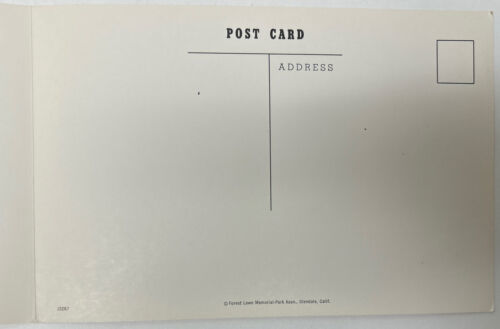 POST CARD
ADDRESS
© Forest Lawn Memorial-Park Assn., Glendale, Calif.